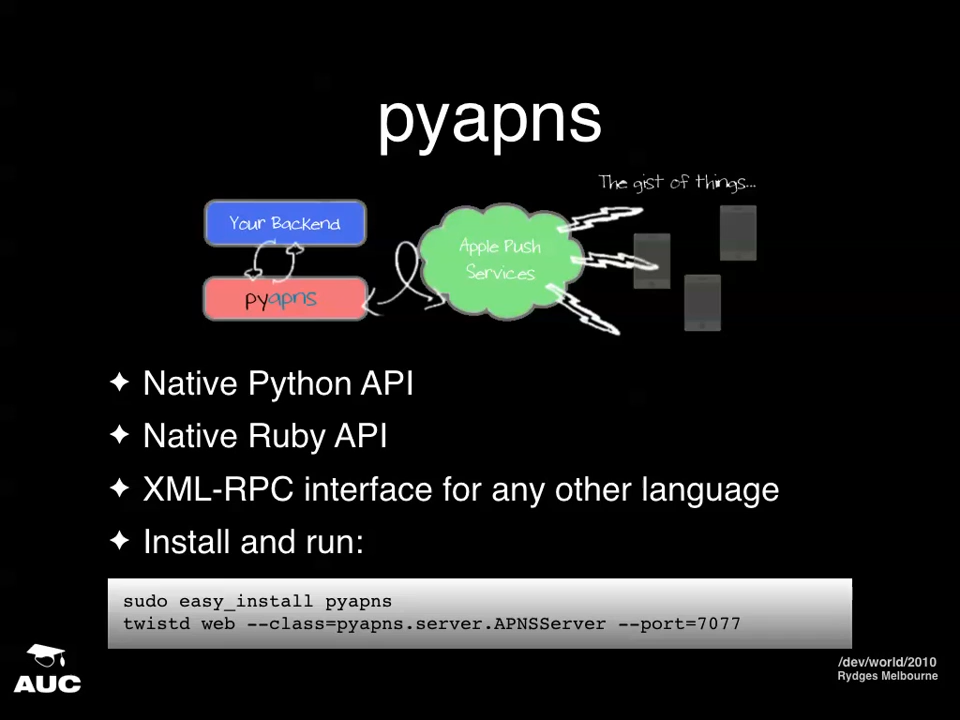 pyapns
The gist of things...
Your Backend
Apple Push
Services
pyapns
✦ Native Python API
✦ Native Ruby API
✦ XML-RPC interface for any other language
✦ Install and run:
sudo easy_install pyapns
twistd web --class=pyapns.server.APNSServer --port=7077
AUC
/dev/world/2010
Rydges Melbourne